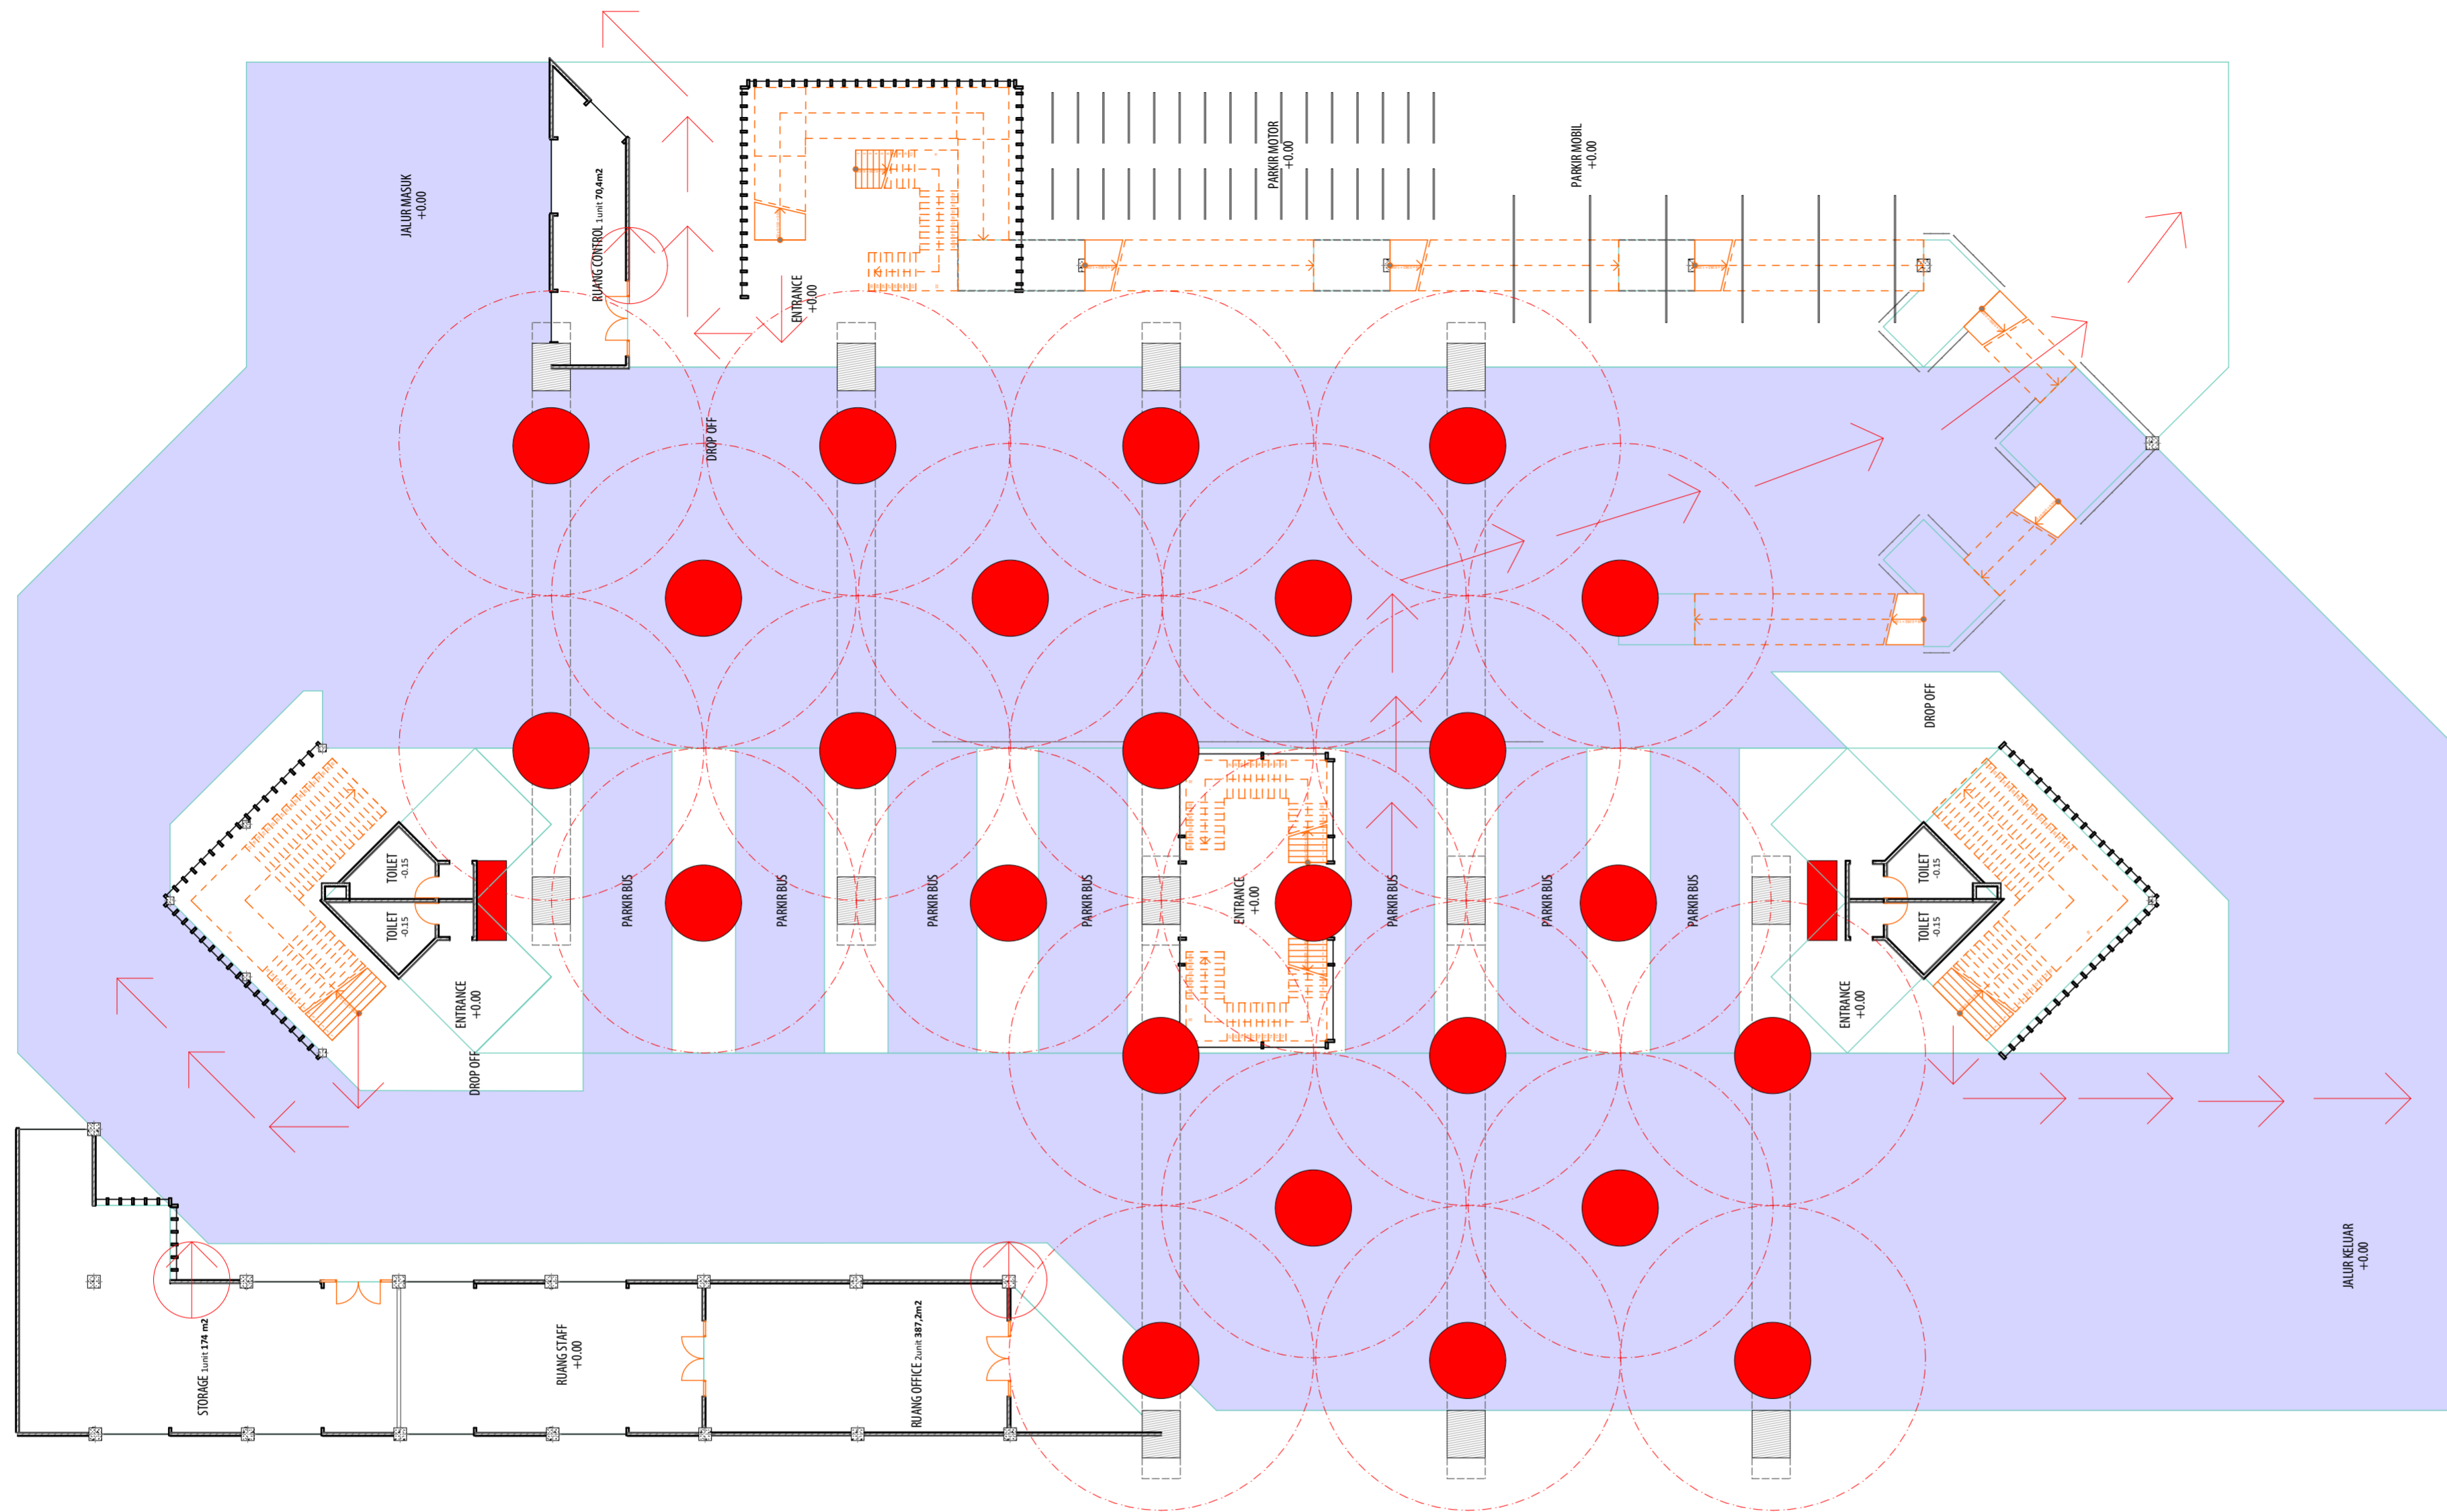 JALUR MASUK
+0.00
RUANG CONTROL 1unit 70,4m2
ENTRANCE
+0.00
PARKIR MOTOR
+0.00
PARKIR MOBIL
+0.00
DROP OFF
DROP OFF
TOILET
-0.15
TOILET
-0.15
ENTRANCE
+0.00
DROP OFF
PARKIR BUS
PARKIR BUS
PARKIR BUS
ENTRANCE
+0.00
PARKIR BUS
PARKIR BUS
PARKIR BUS
TOILET
-0.15
TOILET
-0.15
ENTRANCE
+0.00
STORAGE 1unit 174 m2
RUANG STAFF
+0.00
RUANG OFFICE 2unit 387,2m2
JALUR KELUAR
+0.00